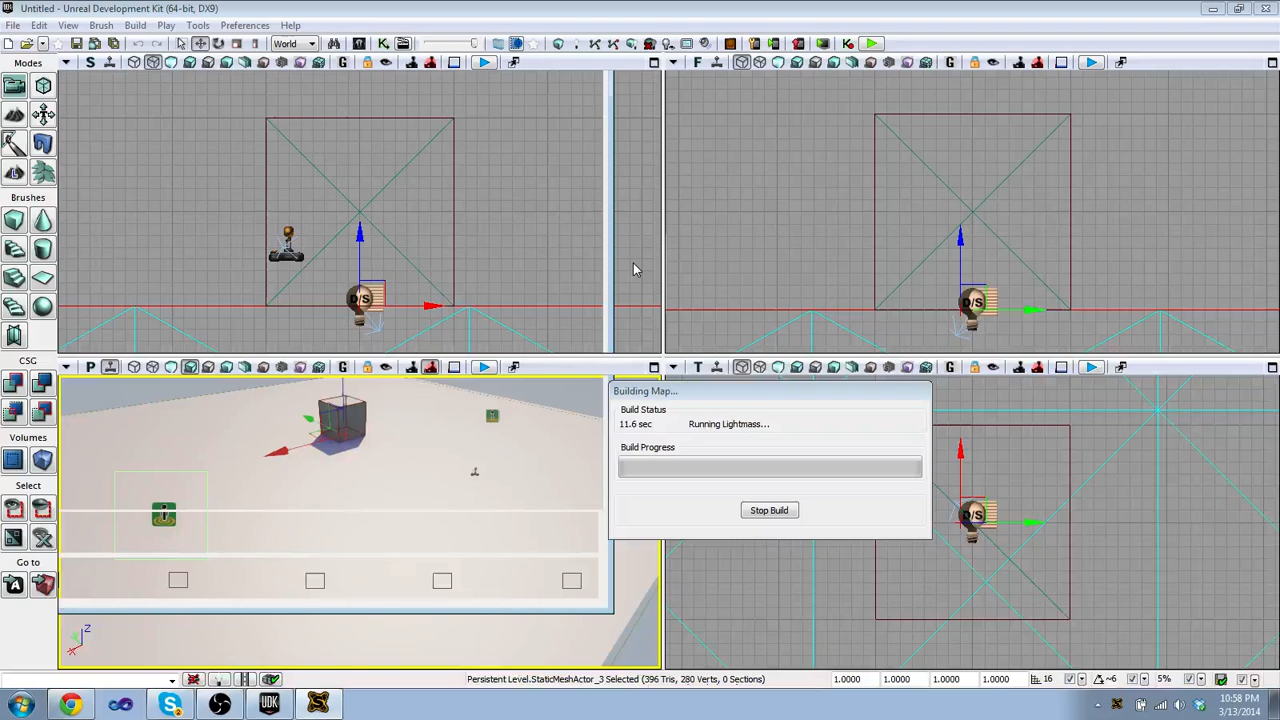 Untitled - Unreal Development Kit (64-bit, DX9)
File Edit View Brush Build Play Tools Preferences Help
World
Modes
S G
F G
L
Brushes
D/S
D/S
P G
T G
CSG
Building Map...
Build Status
11.6 sec Running Lightmass...
Build Progress
Volumes
Select
Stop Build
D/S
Go to
A
Z
X
Persistent Level.StaticMeshActor_3 Selected (396 Tris, 280 Verts, 0 Sections)
1.0000 1.0000 1.0000 1.0000 16 ~6 5%
UDK
10:58 PM
3/13/2014